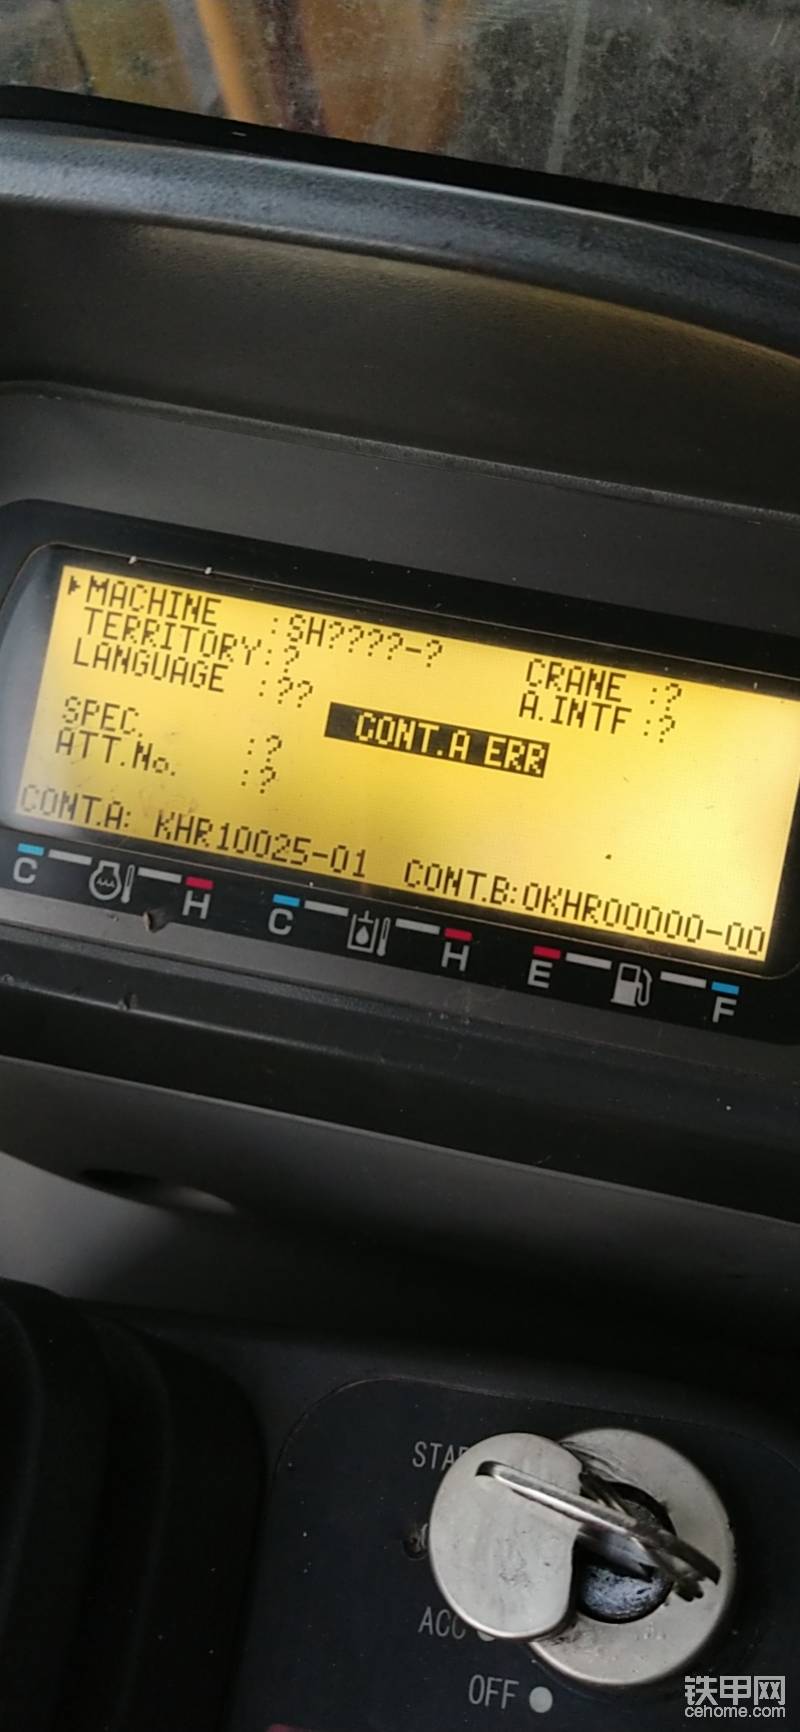 ▶MACHINE :SH????-?
TERRITORY:?
LANGUAGE :??
CRANE :?
A.INTF :?
SPEC. :?
CONT.A ERR
ATT.No. :?
CONT.A: KHR10025-01 CONT.B:0KHR00000-00
C H C H E F
ACC
OFF
铁甲网
cehome.com